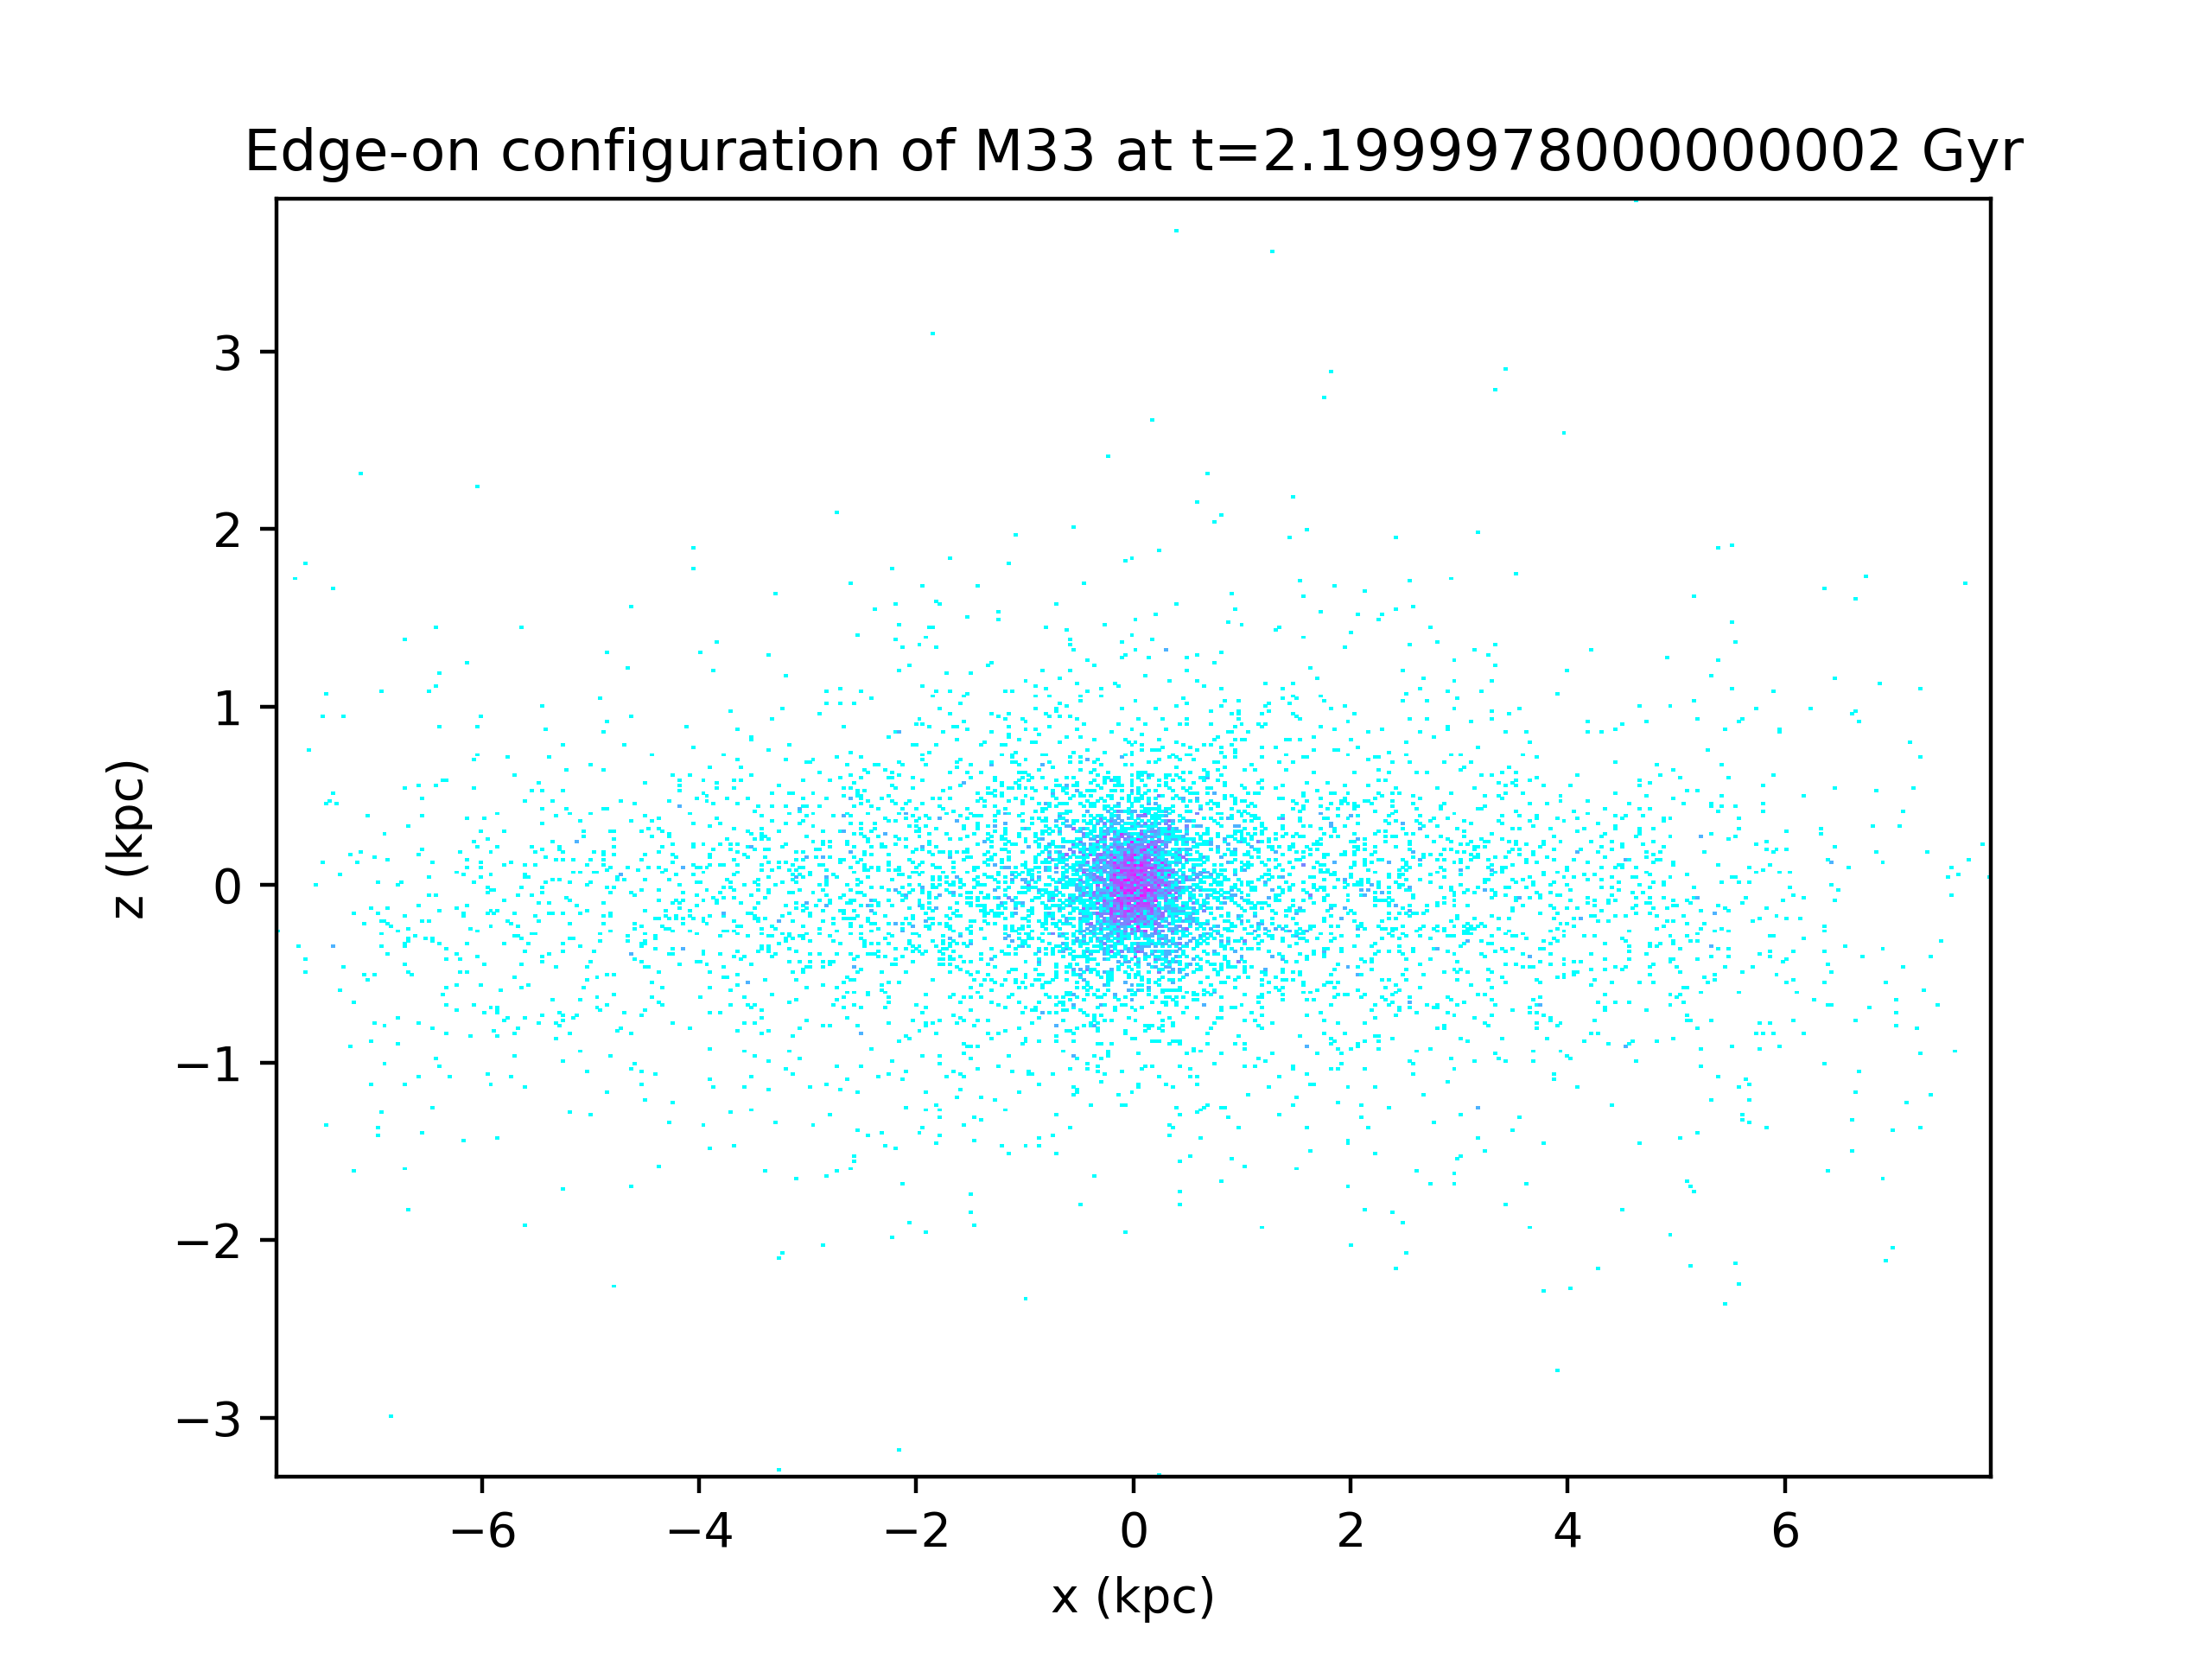 Edge-on configuration of M33 at t=2.1999978000000002 Gyr
3
2
1
0
−1
−2
−3
z (kpc)
−6 −4 −2 0 2 4 6
x (kpc)